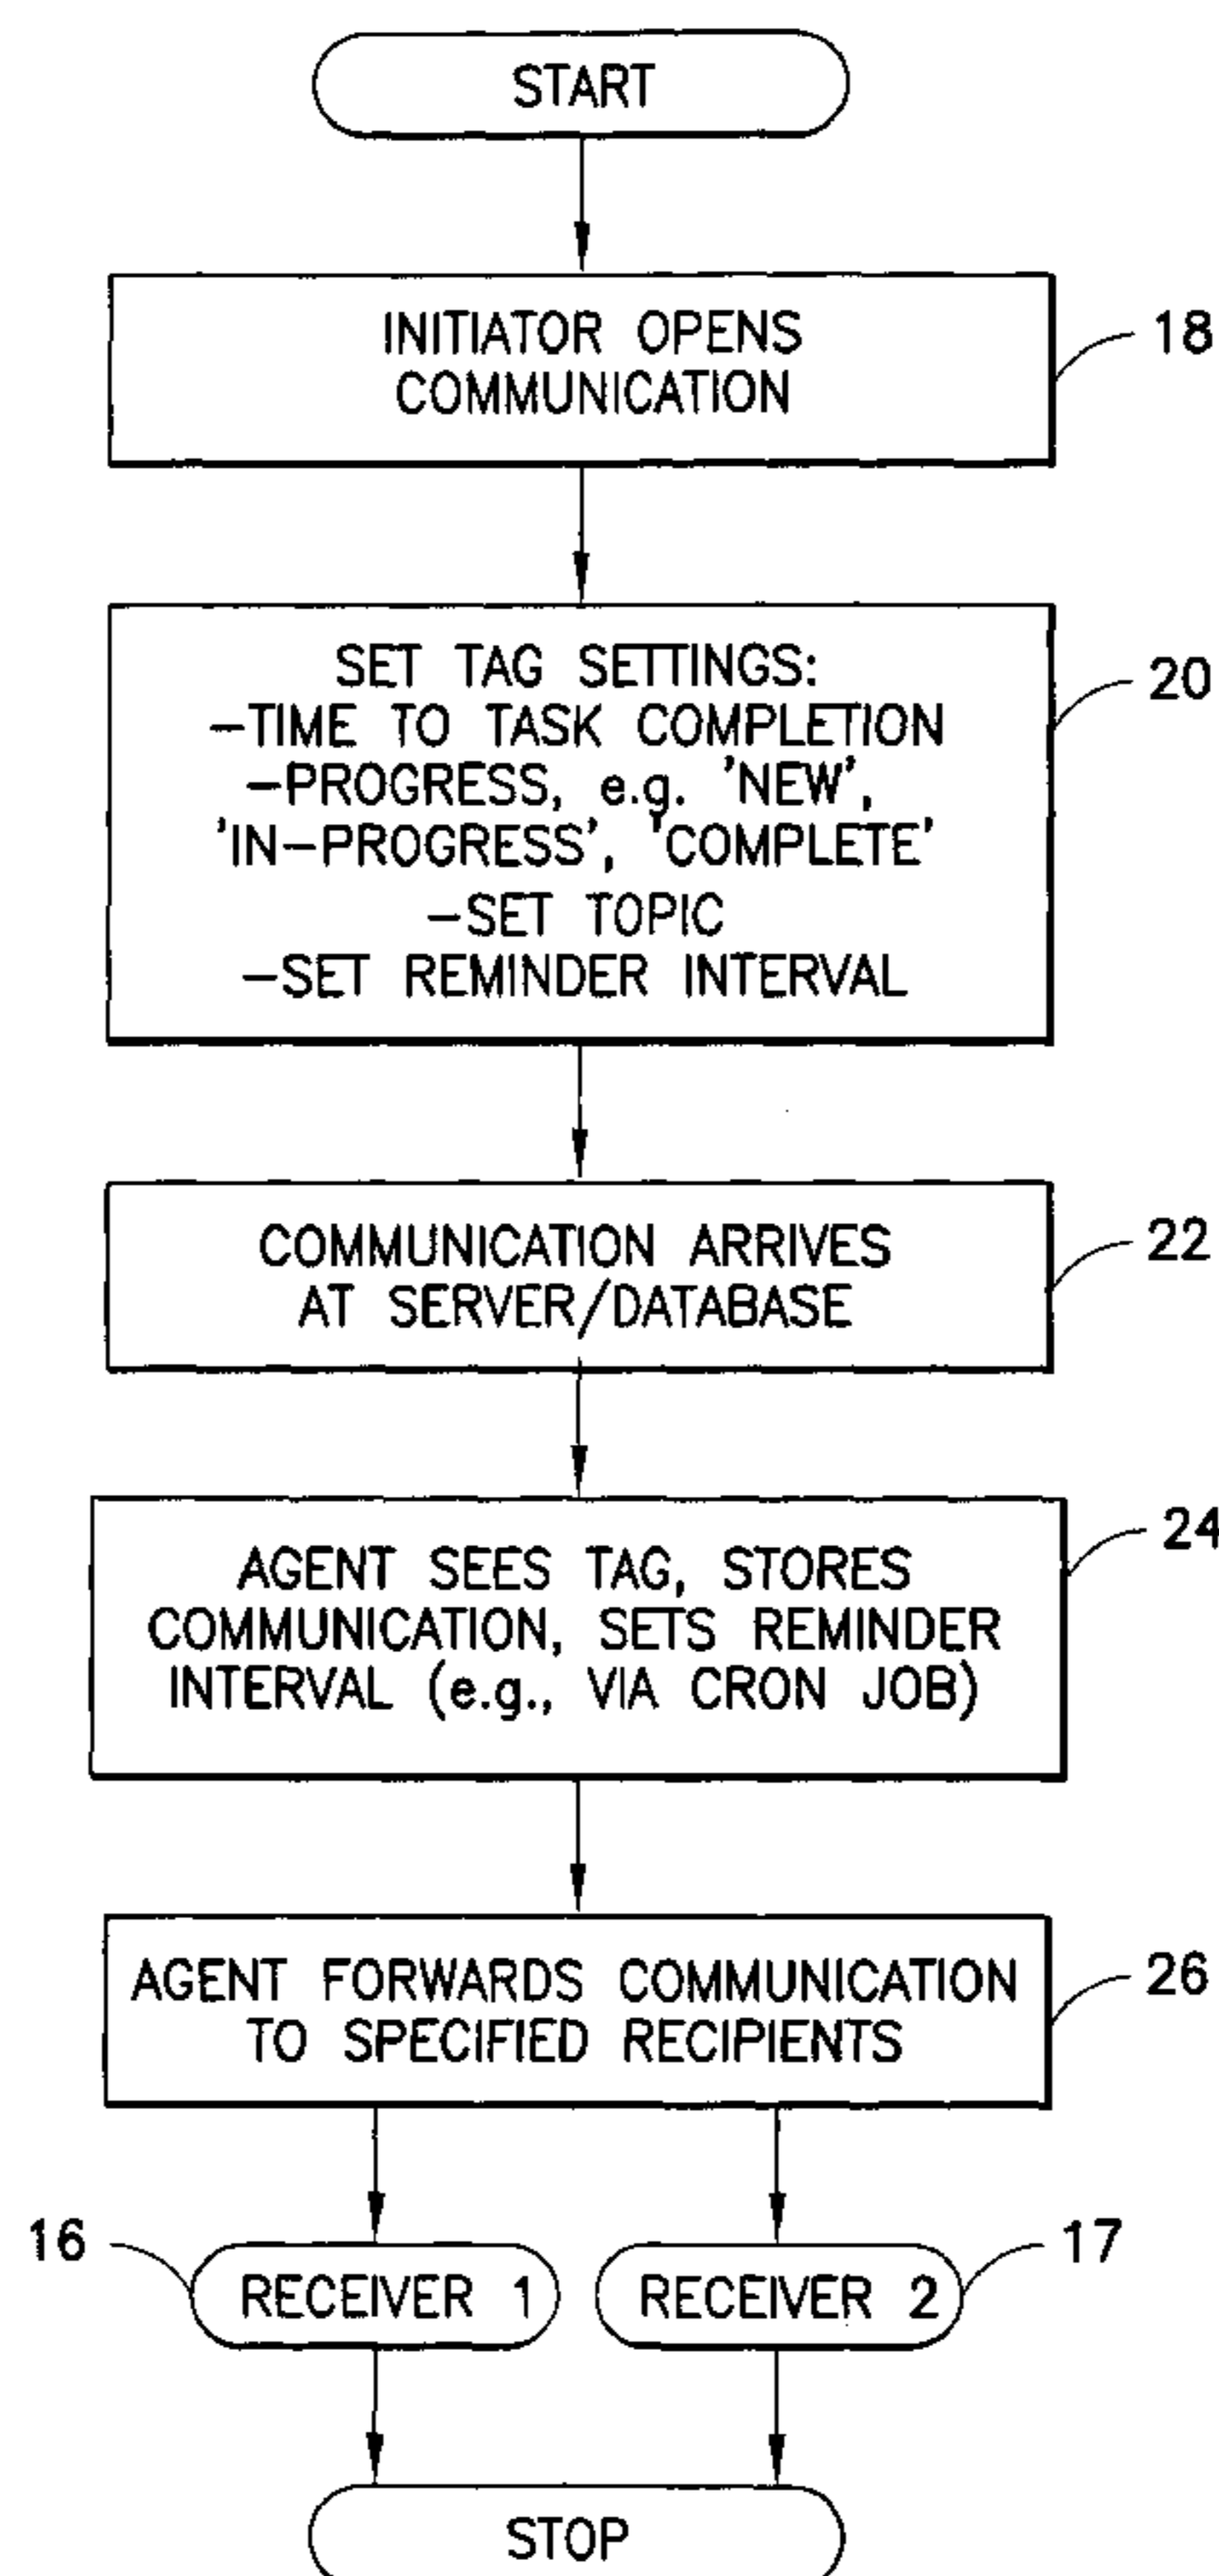 START
INITIATOR OPENS
COMMUNICATION
18
SET TAG SETTINGS:
-TIME TO TASK COMPLETION
-PROGRESS, e.g. 'NEW',
'IN-PROGRESS', 'COMPLETE'
-SET TOPIC
-SET REMINDER INTERVAL
20
COMMUNICATION ARRIVES
AT SERVER/DATABASE
22
AGENT SEES TAG, STORES
COMMUNICATION, SETS REMINDER
INTERVAL (e.g., VIA CRON JOB)
24
AGENT FORWARDS COMMUNICATION
TO SPECIFIED RECIPIENTS
26
16
RECEIVER 1
RECEIVER 2
17
STOP